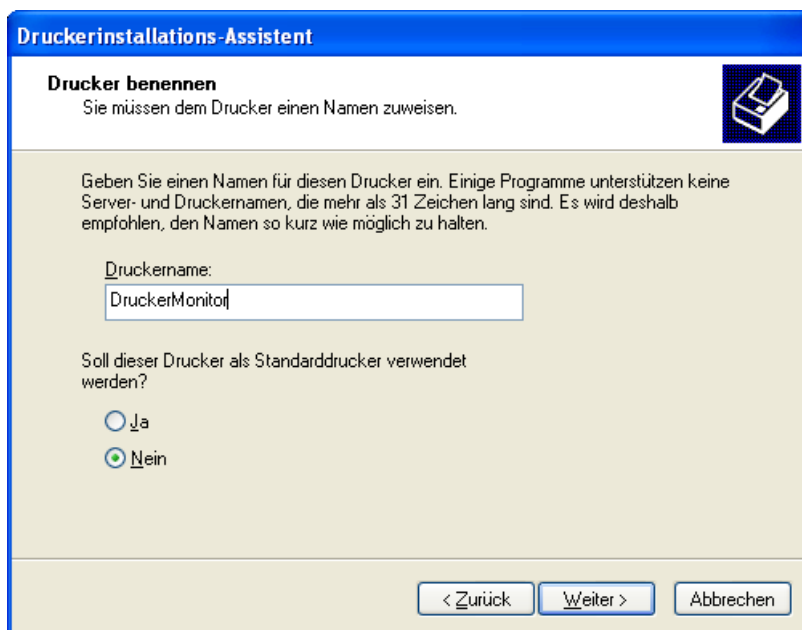 Druckerinstallations-Assistent
Drucker benennen
Sie müssen dem Drucker einen Namen zuweisen.
Geben Sie einen Namen für diesen Drucker ein. Einige Programme unterstützen keine
Server- und Druckernamen, die mehr als 31 Zeichen lang sind. Es wird deshalb
empfohlen, den Namen so kurz wie möglich zu halten.
Druckername:
DruckerMonitor
Soll dieser Drucker als Standarddrucker verwendet
werden?
Ja
Nein
< Zurück Weiter > Abbrechen